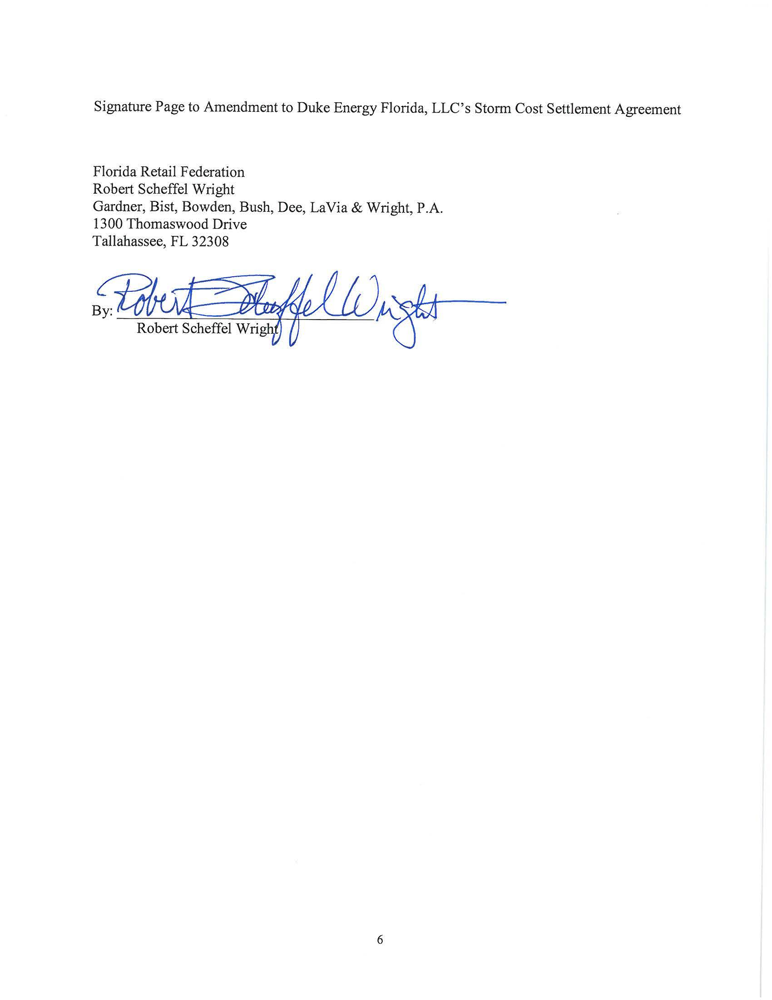 Signature Page to Amendment to Duke Energy Florida, LLC's Storm Cost Settlement Agreement
Florida Retail Federation
Robert Scheffel Wright
Gardner, Bist, Bowden, Bush, Dee, LaVia & Wright, P.A.
1300 Thomaswood Drive
Tallahassee, FL 32308
By: Robert Scheffel Wright
Robert Scheffel Wright
6